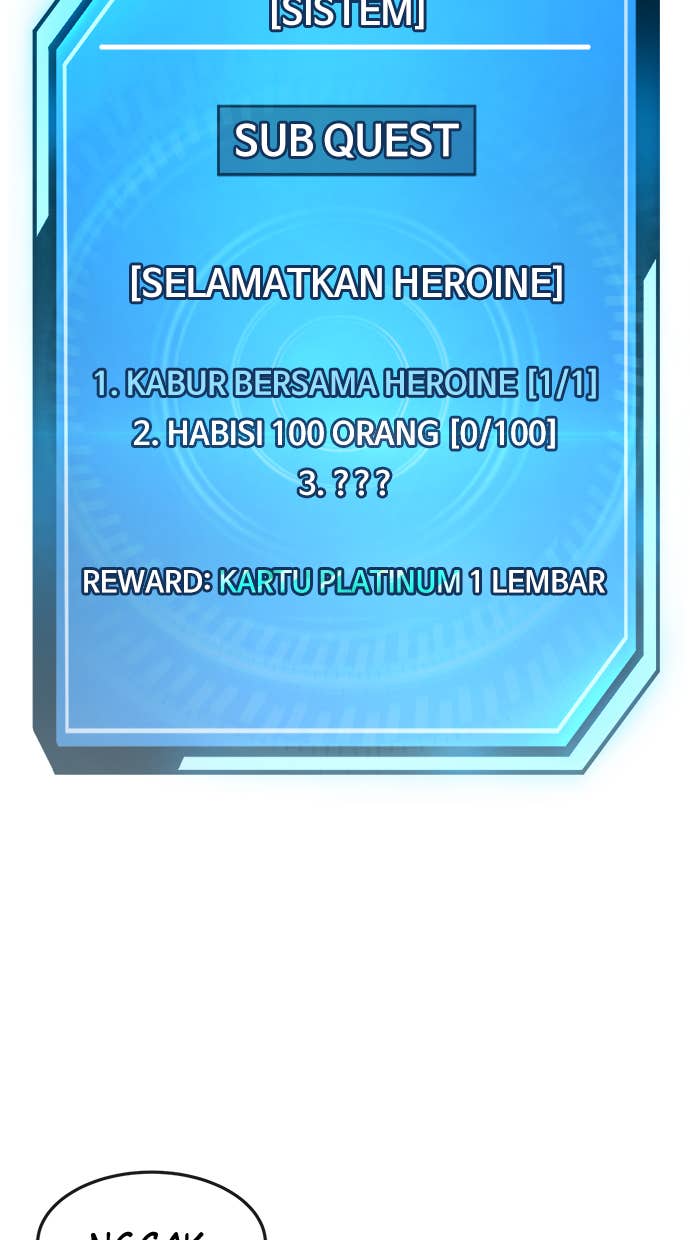 [SISTEM]
SUB QUEST
[SELAMATKAN HEROINE]
1. KABUR BERSAMA HEROINE [1/1]
2. HABISI 100 ORANG [0/100]
3. ???
REWARD: KARTU PLATINUM 1 LEMBAR
NGGAK